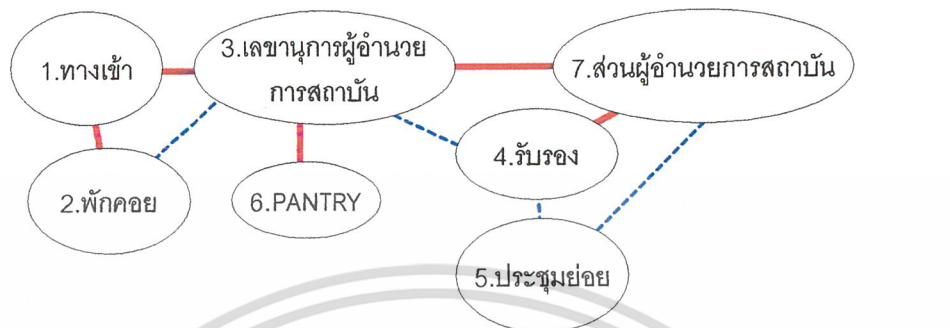 1.ทางเข้า
3.เลขานุการผู้อำนวย
การสถาบัน
7.ส่วนผู้อำนวยการสถาบัน
4.รับรอง
2.พักคอย
6.PANTRY
5.ประชุมย่อย